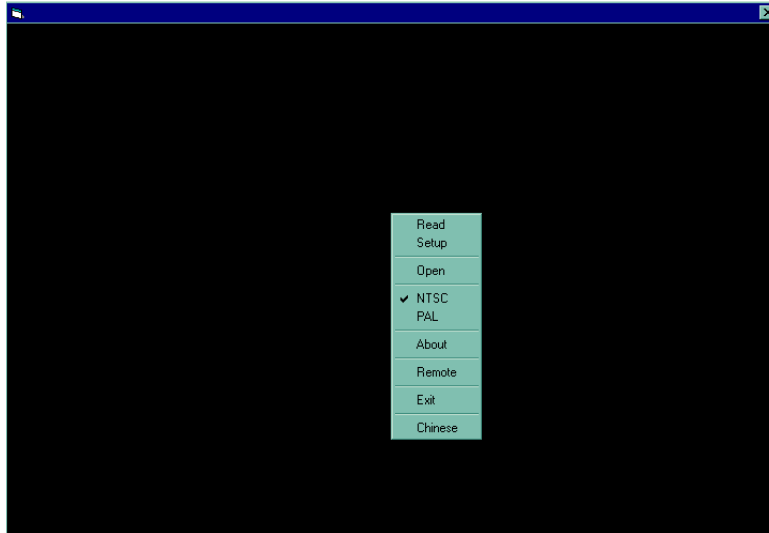 Read
Setup
Open
NTSC
PAL
About
Remote
Exit
Chinese